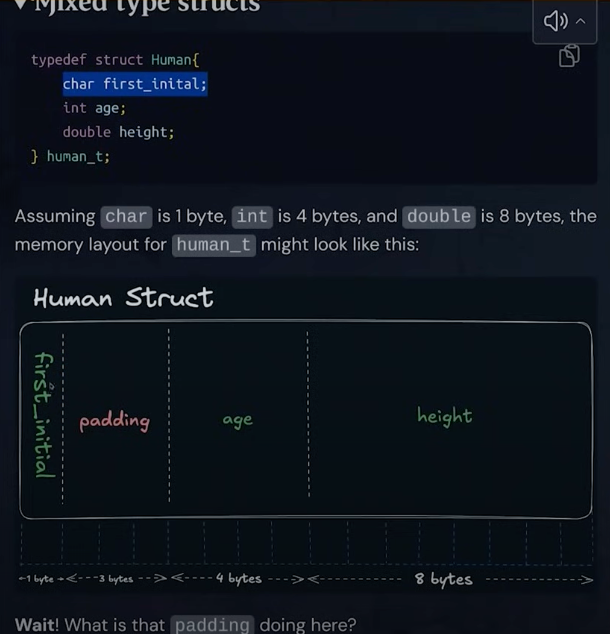 ▼Mixed type structs
typedef struct Human{
char first_inital;
int age;
double height;
} human_t;
Assuming char is 1 byte, int is 4 bytes, and double is 8 bytes, the
memory layout for human_t might look like this:
Human Struct
first_initial
padding
age
height
1 byte
3 bytes
4 bytes
8 bytes
Wait! What is that padding doing here?